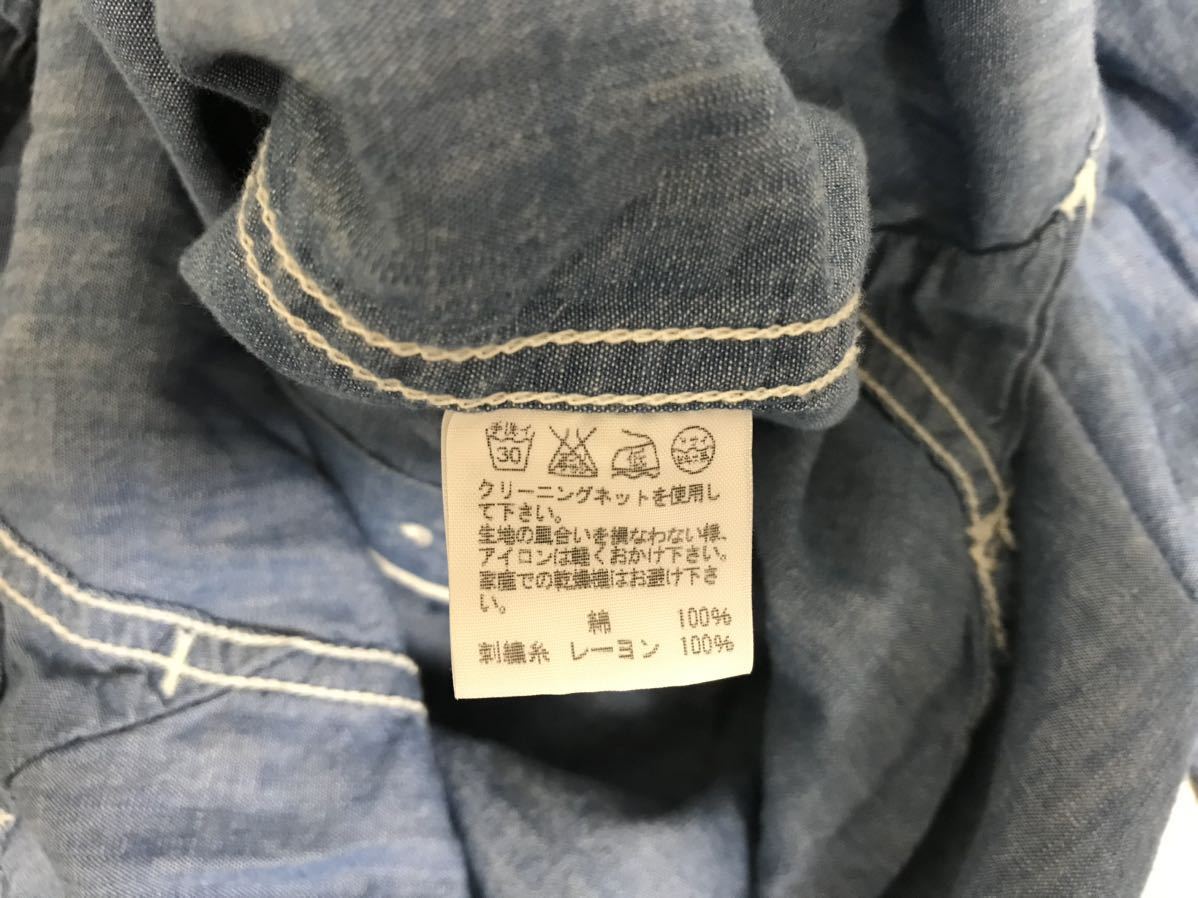 手洗イ
30
低
クリーニングネットを使用し
て下さい。
生地の風合いを損なわない様、
アイロンは軽くおかけ下さい。
家庭での乾燥機はお避け下さ
い。
綿 100%
刺繍糸 レーヨン 100%